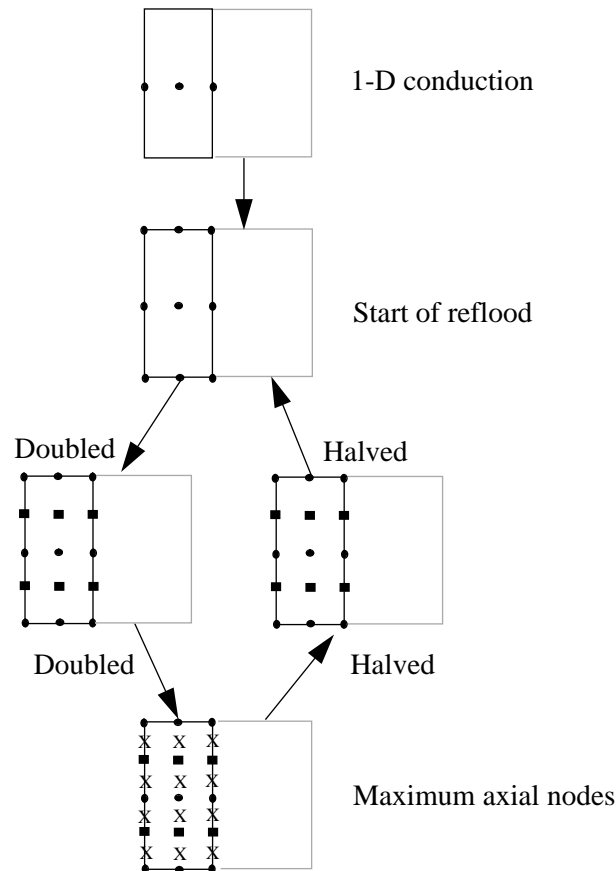 1-D conduction
Start of reflood
Doubled
Halved
Doubled
Halved
X X X
X X X
X X X
X X X
Maximum axial nodes